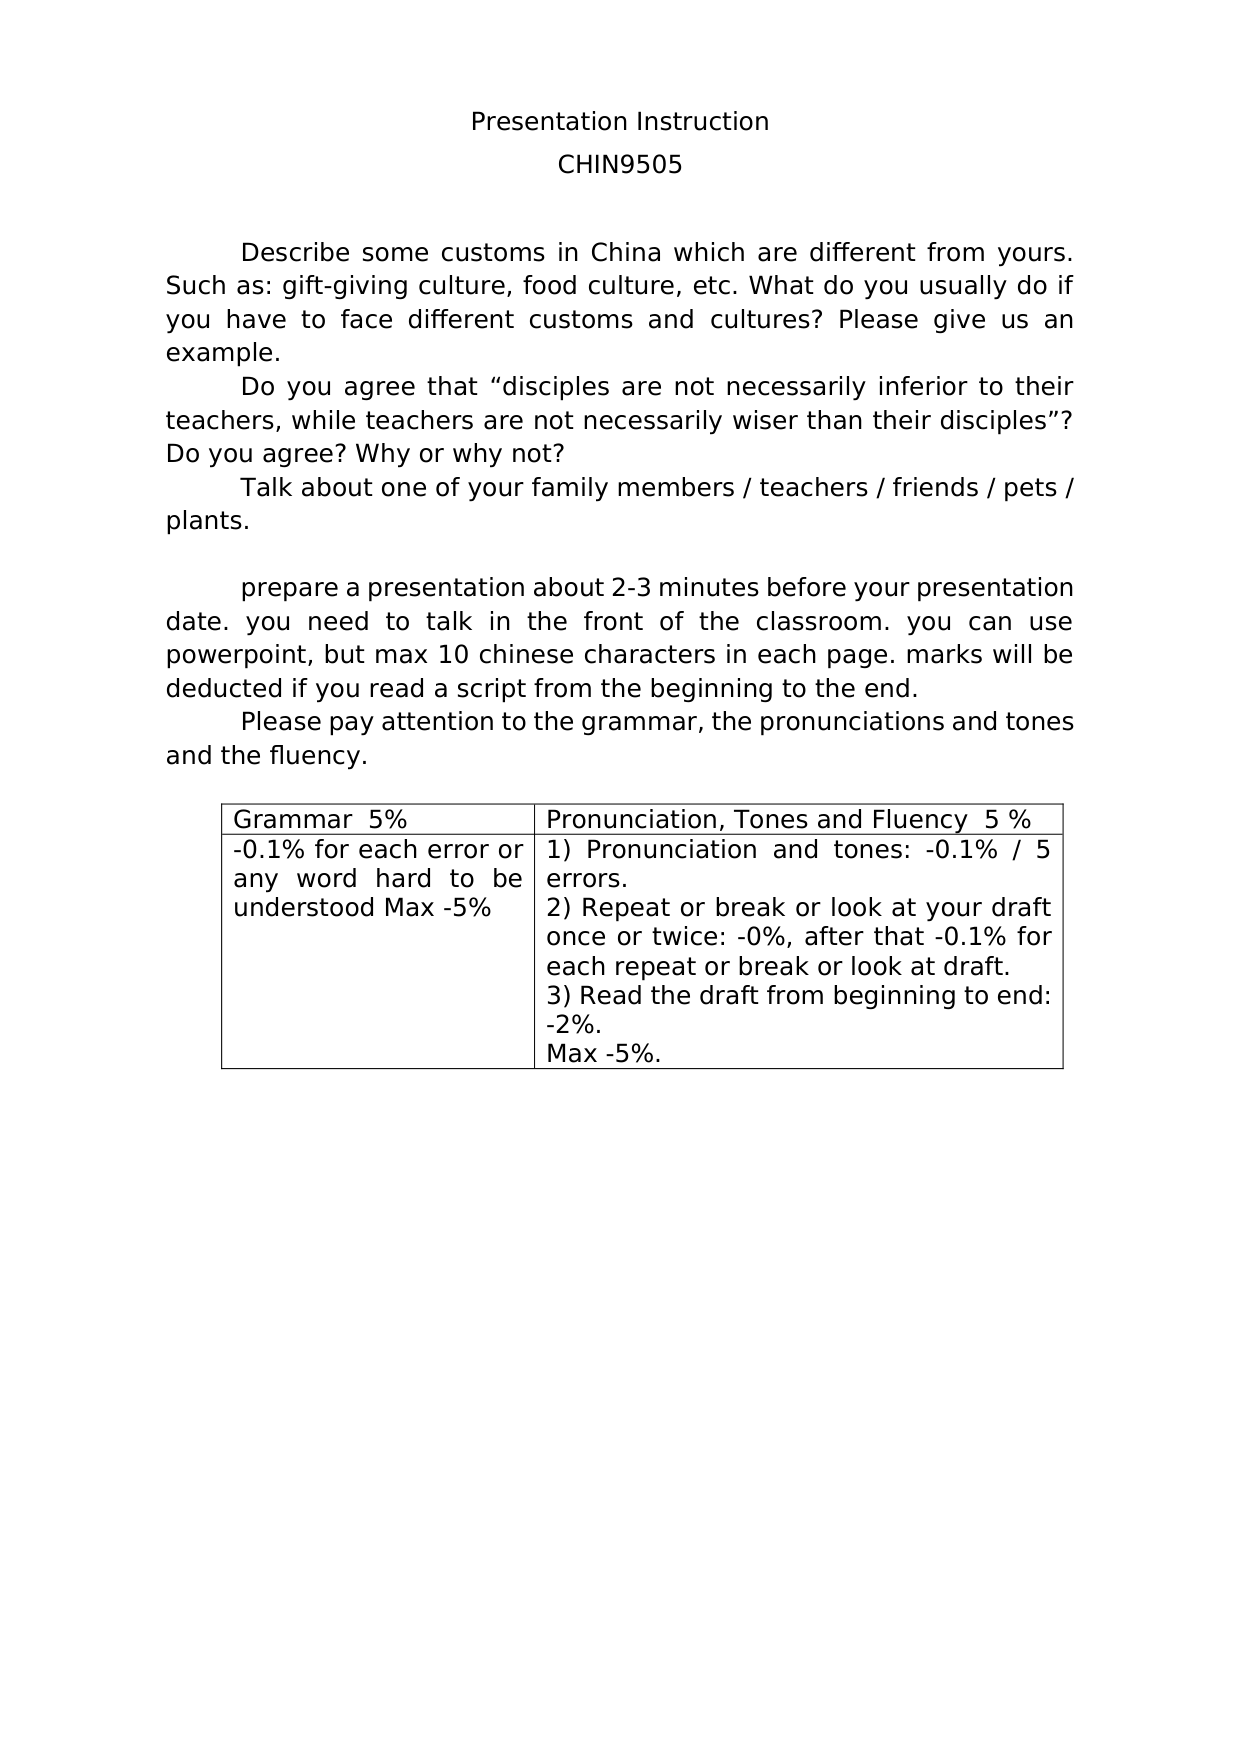 Presentation Instruction
CHIN9505
Describe some customs in China which are different from yours.
Such as: gift-giving culture, food culture, etc. What do you usually do if
you have to face different customs and cultures? Please give us an
example.
Do you agree that “disciples are not necessarily inferior to their
teachers, while teachers are not necessarily wiser than their disciples”?
Do you agree? Why or why not?
Talk about one of your family members / teachers / friends / pets /
plants.
prepare a presentation about 2-3 minutes before your presentation
date. you need to talk in the front of the classroom. you can use
powerpoint, but max 10 chinese characters in each page. marks will be
deducted if you read a script from the beginning to the end.
Please pay attention to the grammar, the pronunciations and tones
and the fluency.
Grammar 5%
-0.1% for each error or
any word hard to be
understood Max -5%
Pronunciation, Tones and Fluency 5 %
1) Pronunciation and tones: -0.1% / 5
errors.
2) Repeat or break or look at your draft
once or twice: -0%, after that -0.1% for
each repeat or break or look at draft.
3) Read the draft from beginning to end:
-2%.
Max -5%.